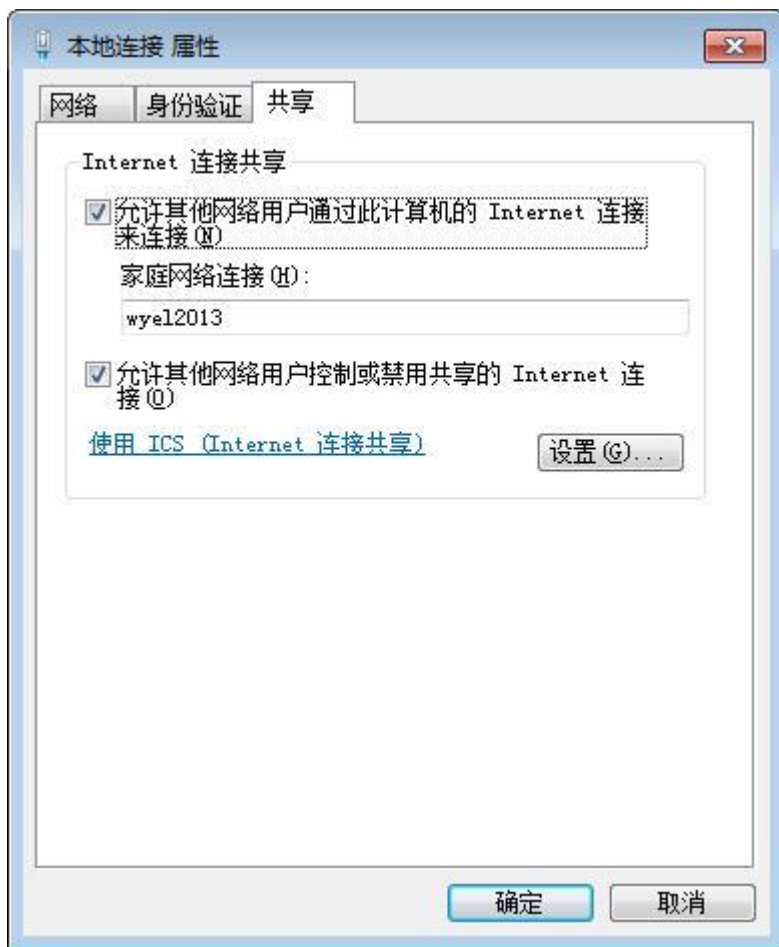 本地连接 属性
网络 身份验证 共享
Internet 连接共享
允许其他网络用户通过此计算机的 Internet 连接
来连接(N)
家庭网络连接(H):
wyel2013
允许其他网络用户控制或禁用共享的 Internet 连
接(O)
使用 ICS (Internet 连接共享)
设置(G)...
确定 取消